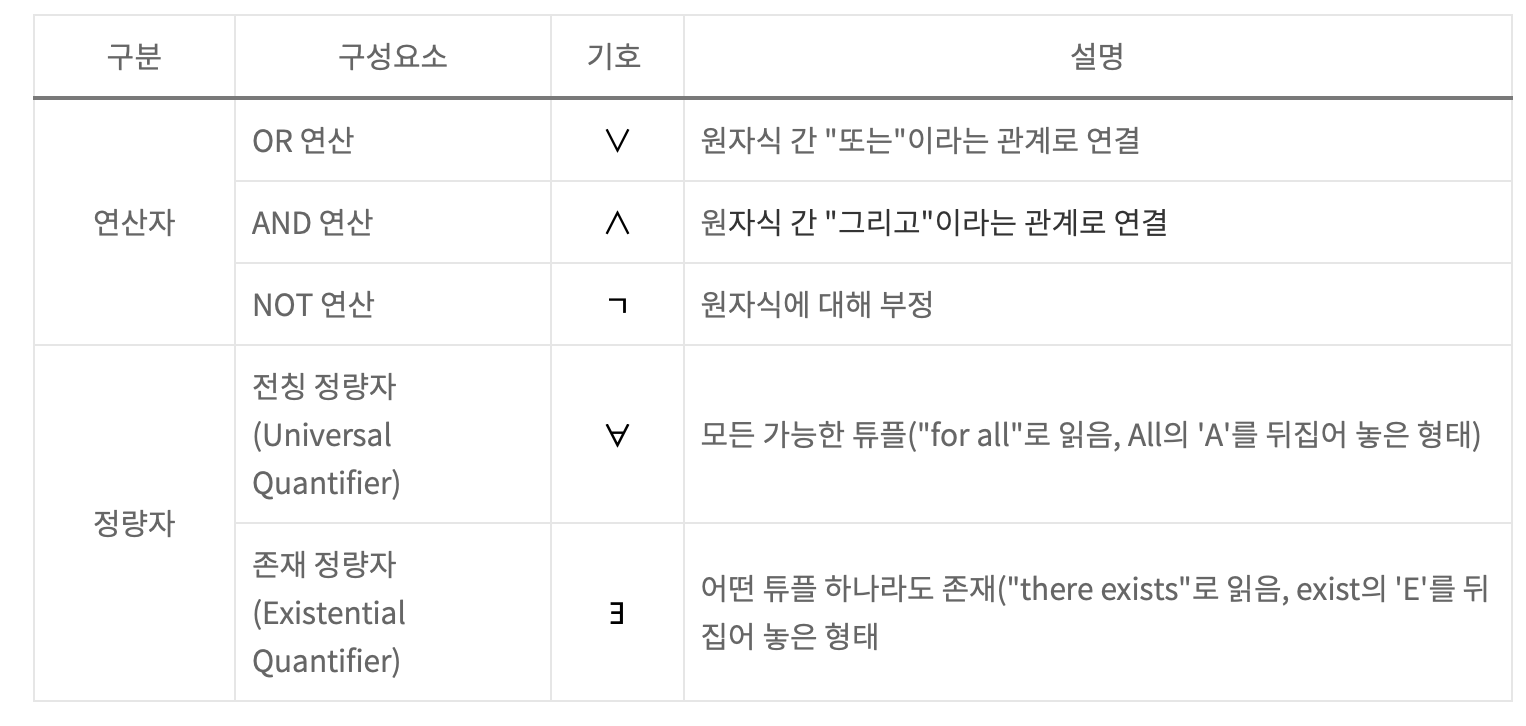 구분 구성요소 기호 설명
OR 연산 ∨ 원자식 간 "또는"이라는 관계로 연결
연산자 AND 연산 ∧ 원자식 간 "그리고"이라는 관계로 연결
NOT 연산 ㄱ 원자식에 대해 부정
전칭 정량자
(Universal ∀ 모든 가능한 튜플("for all"로 읽음, All의 'A'를 뒤집어 놓은 형태)
Quantifier)
정량자
존재 정량자
(Existential
Quantifier)
∃
어떤 튜플 하나라도 존재("there exists"로 읽음, exist의 'E'를 뒤
집어 놓은 형태